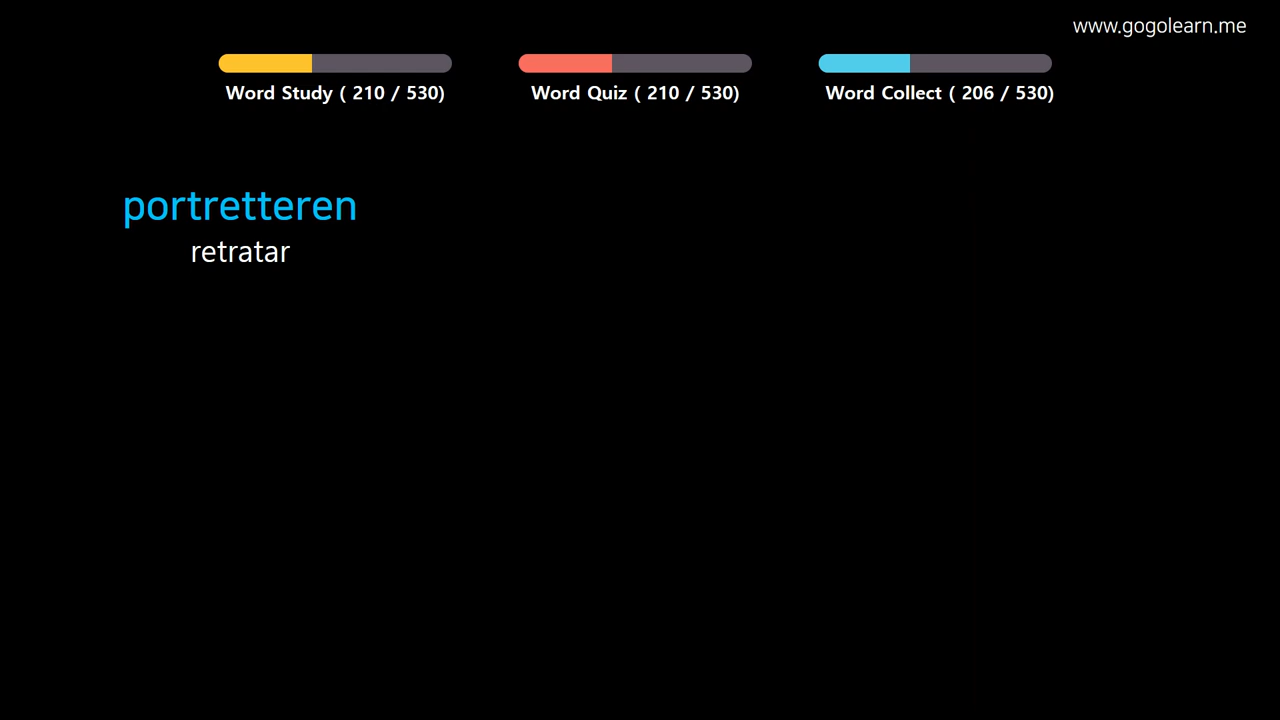 www.gogolearn.me
Word Study ( 210 / 530)
Word Quiz ( 210 / 530)
Word Collect ( 206 / 530)
portretteren
retratar